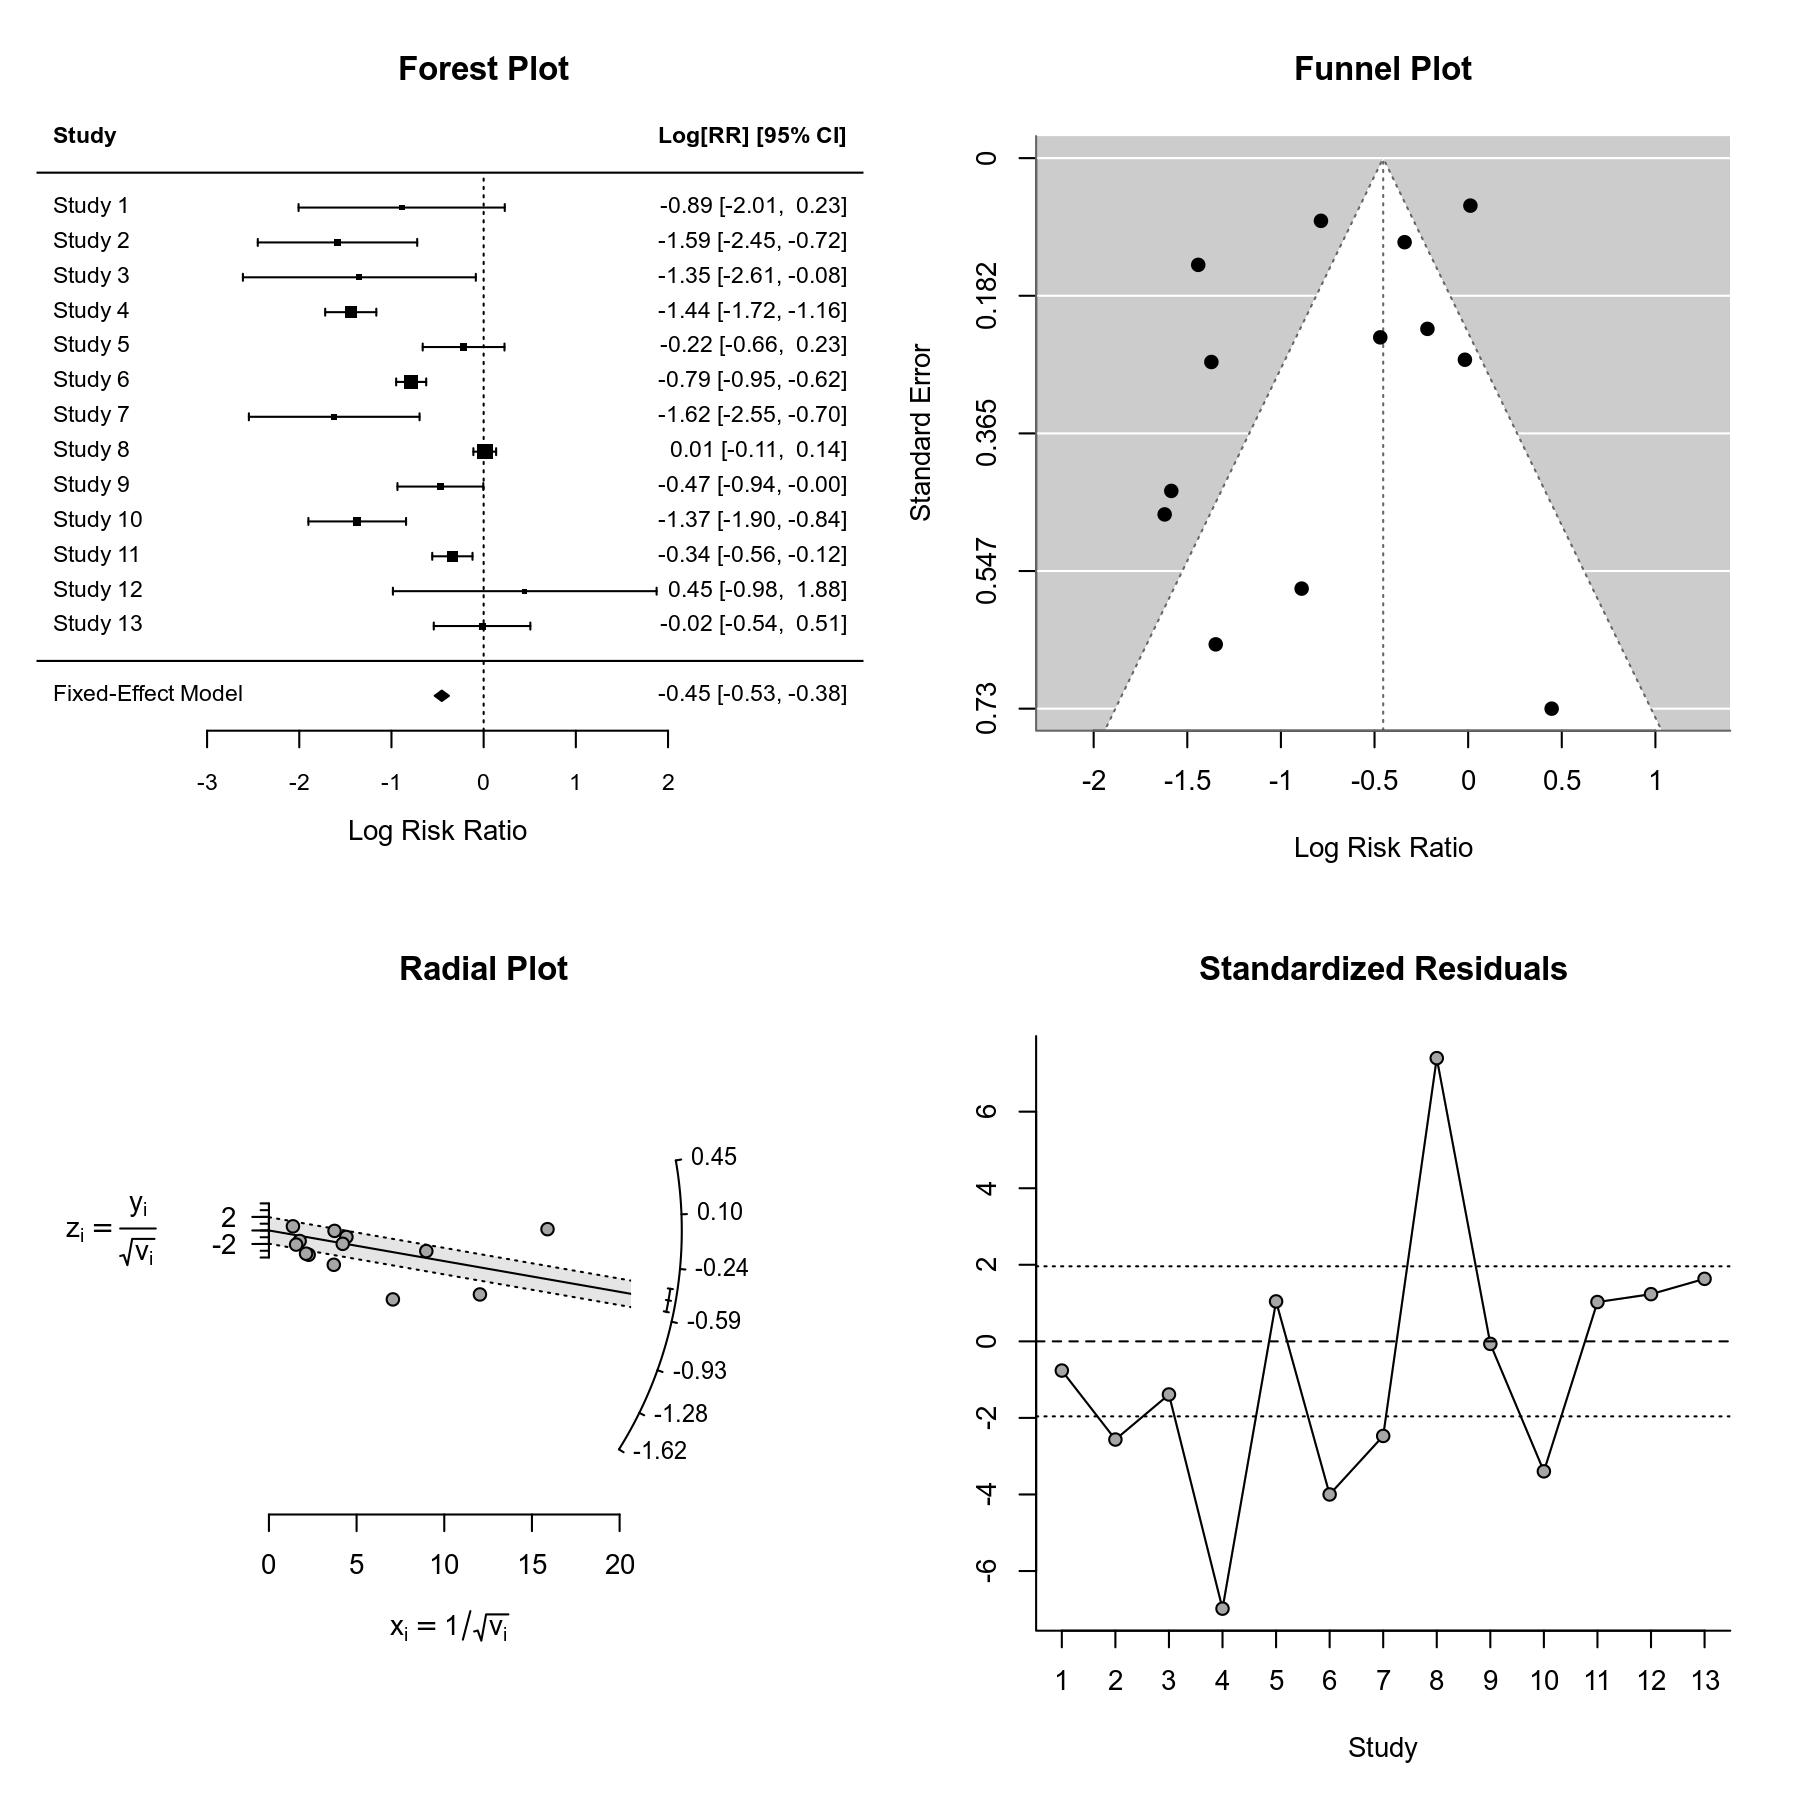 Forest Plot
Study Log[RR] [95% CI]
Study 1 -0.89 [-2.01, 0.23]
Study 2 -1.59 [-2.45, -0.72]
Study 3 -1.35 [-2.61, -0.08]
Study 4 -1.44 [-1.72, -1.16]
Study 5 -0.22 [-0.66, 0.23]
Study 6 -0.79 [-0.95, -0.62]
Study 7 -1.62 [-2.55, -0.70]
Study 8 0.01 [-0.11, 0.14]
Study 9 -0.47 [-0.94, -0.00]
Study 10 -1.37 [-1.90, -0.84]
Study 11 -0.34 [-0.56, -0.12]
Study 12 0.45 [-0.98, 1.88]
Study 13 -0.02 [-0.54, 0.51]
Fixed-Effect Model -0.45 [-0.53, -0.38]
-3 -2 -1 0 1 2
Log Risk Ratio
Funnel Plot
Standard Error
0
0.182
0.365
0.547
0.73
-2 -1.5 -1 -0.5 0 0.5 1
Log Risk Ratio
Radial Plot
zᵢ = yᵢ / √vᵢ
2
-2
0.45
0.10
-0.24
-0.59
-0.93
-1.28
-1.62
0 5 10 15 20
xᵢ = 1/√vᵢ
Standardized Residuals
6
4
2
0
-2
-4
-6
1 2 3 4 5 6 7 8 9 10 11 12 13
Study